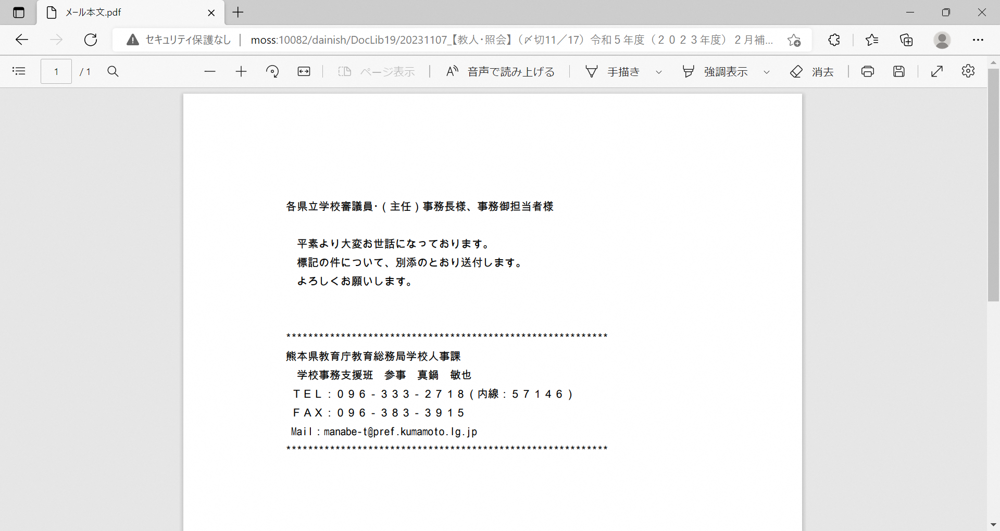 メール本文.pdf
セキュリティ保護なし
moss:10082/dainish/DocLib19/20231107_【教人・照会】（〆切11／17）令和５年度（２０２３年度）２月補...
1 / 1
ページ表示
音声で読み上げる
手描き
強調表示
消去
各県立学校審議員・(主任)事務長様、事務御担当者様
平素より大変お世話になっております。
標記の件について、別添のとおり送付します。
よろしくお願いします。
***********************************************************
熊本県教育庁教育総務局学校人事課
学校事務支援班　参事　真鍋　敏也
ＴＥＬ：０９６－３３３－２７１８(内線：５７１４６)
ＦＡＸ：０９６－３８３－３９１５
Mail：manabe-t@pref.kumamoto.lg.jp
***********************************************************